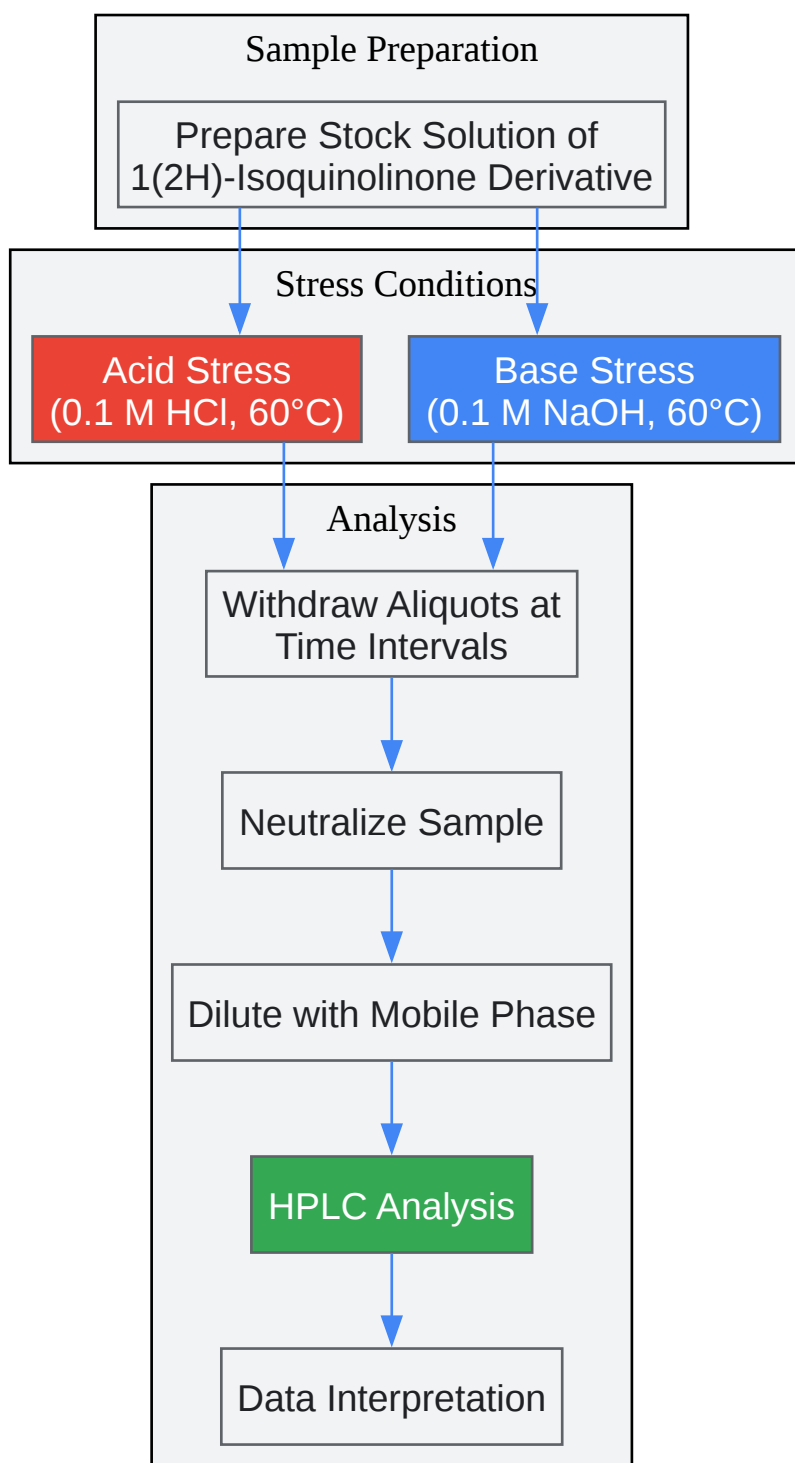 Sample Preparation
Prepare Stock Solution of
1(2H)-Isoquinolinone Derivative
Stress Conditions
Acid Stress
(0.1 M HCl, 60°C)
Base Stress
(0.1 M NaOH, 60°C)
Analysis
Withdraw Aliquots at
Time Intervals
Neutralize Sample
Dilute with Mobile Phase
HPLC Analysis
Data Interpretation